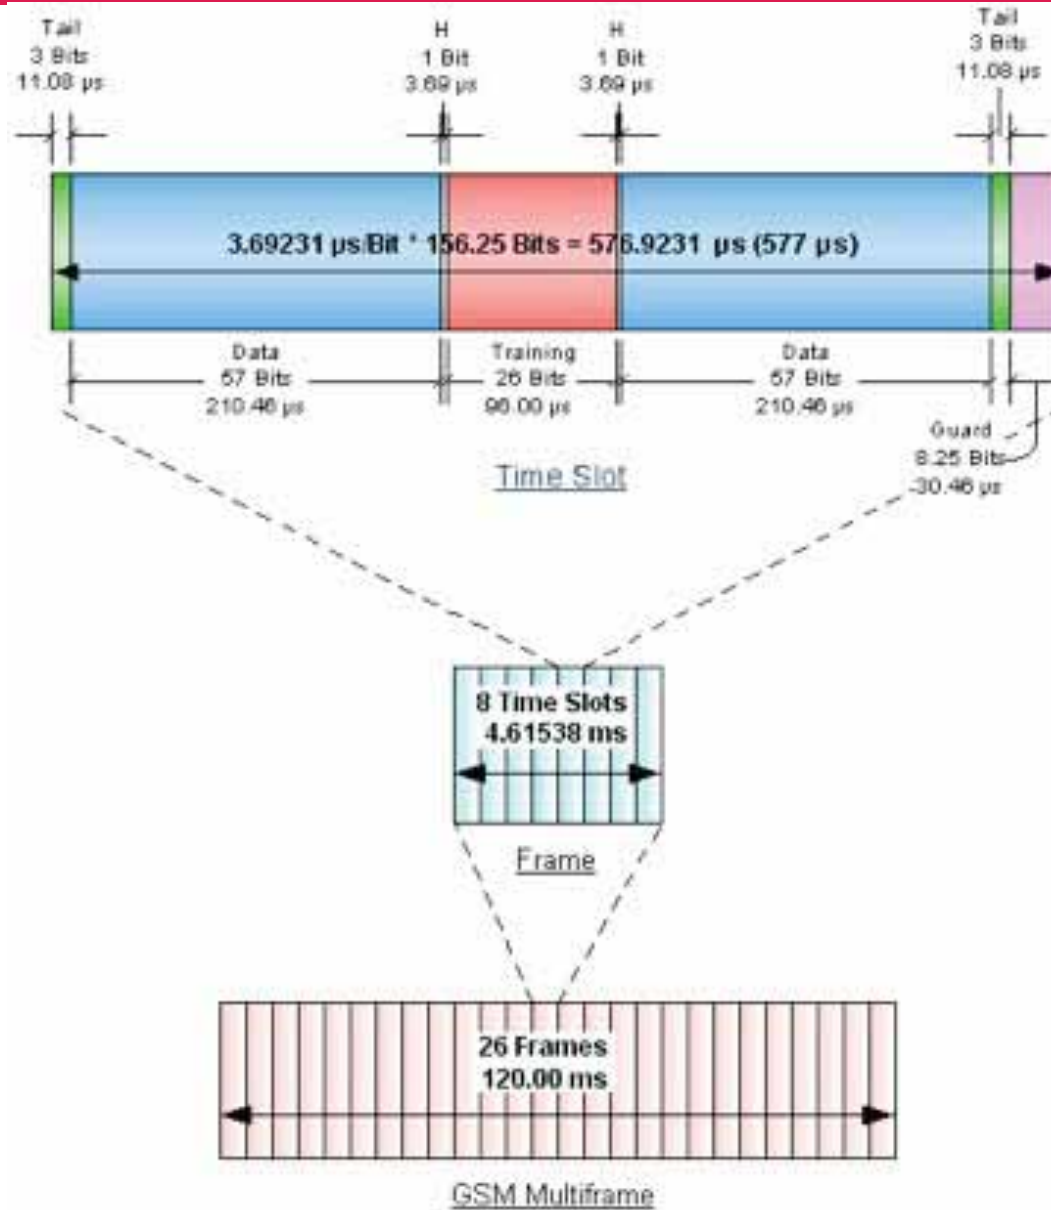 Tail
3 Bits
11.08 µs
H
1 Bit
3.69 µs
H
1 Bit
3.69 µs
Tail
3 Bits
11.08 µs
3.69231 µs/Bit * 156.25 Bits = 576.9231 µs (577 µs)
Data
57 Bits
210.46 µs
Training
26 Bits
96.00 µs
Data
57 Bits
210.46 µs
Guard
8.25 Bits
30.46 µs
Time Slot
8 Time Slots
4.61538 ms
Frame
26 Frames
120.00 ms
GSM Multiframe